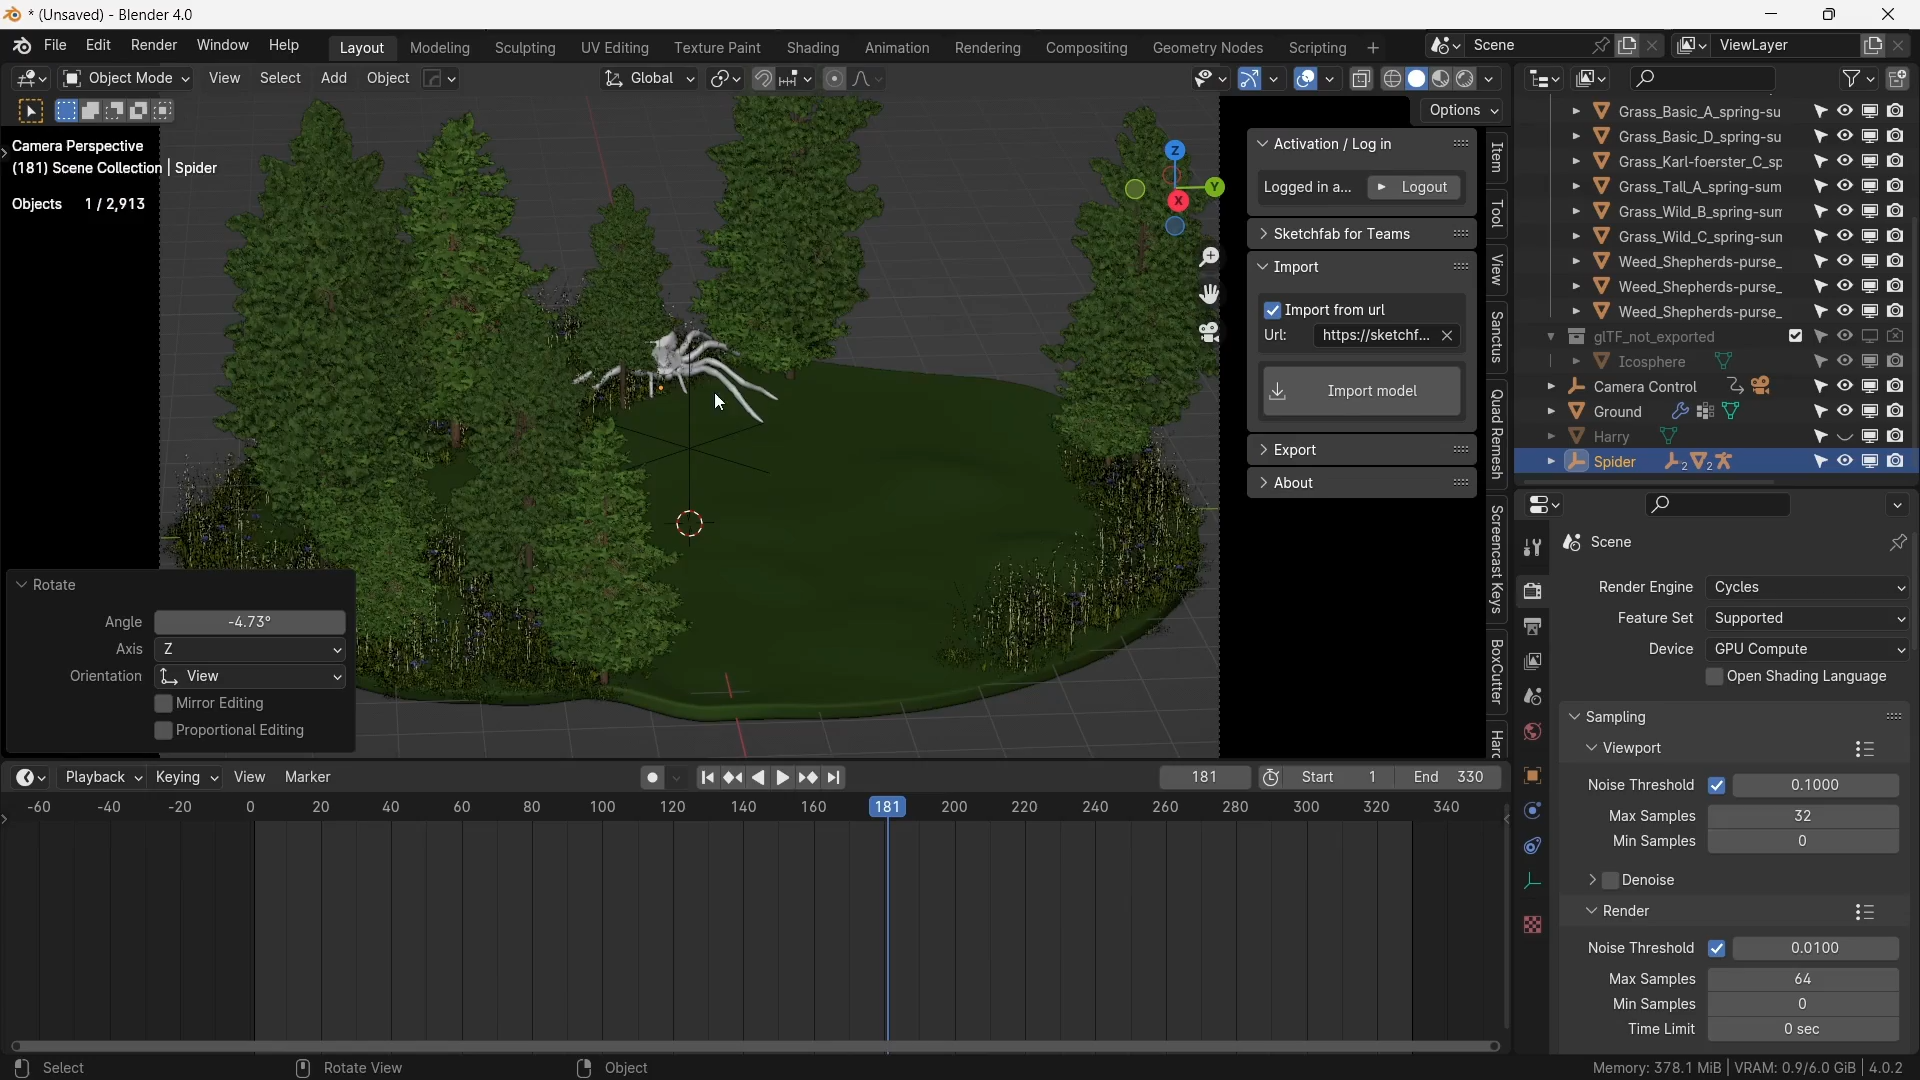 * (Unsaved) - Blender 4.0
File Edit Render Window Help Layout Modeling Sculpting UV Editing Texture Paint Shading Animation Rendering Compositing Geometry Nodes Scripting + Scene ViewLayer
Object Mode View Select Add Object Global
Options
Camera Perspective
(181) Scene Collection | Spider
Objects 1 / 2,913
Z
Y
X
Activation / Log in
Logged in a... Logout
Sketchfab for Teams
Import
Import from url
Url: https://sketchf...
Import model
Export
About
Item
Tool
View
Sanctus
Quad Remesh
Screencast Keys
BoxCutter
Grass_Basic_A_spring-su
Grass_Basic_D_spring-su
Grass_Karl-foerster_C_sp
Grass_Tall_A_spring-sum
Grass_Wild_B_spring-sun
Grass_Wild_C_spring-sun
Weed_Shepherds-purse_
Weed_Shepherds-purse_
Weed_Shepherds-purse_
glTF_not_exported
Icosphere
Camera Control
Ground
Harry
Spider 2 2
Scene
Render Engine Cycles
Feature Set Supported
Device GPU Compute
Open Shading Language
Sampling
Viewport
Noise Threshold 0.1000
Max Samples 32
Min Samples 0
Denoise
Render
Noise Threshold 0.0100
Max Samples 64
Min Samples 0
Time Limit 0 sec
Rotate
Angle -4.73°
Axis Z
Orientation View
Mirror Editing
Proportional Editing
Playback Keying View Marker 181 Start 1 End 330
-60 -40 -20 0 20 40 60 80 100 120 140 160 181 200 220 240 260 280 300 320 340
Select Rotate View Object Memory: 378.1 MiB | VRAM: 0.9/6.0 GiB | 4.0.2